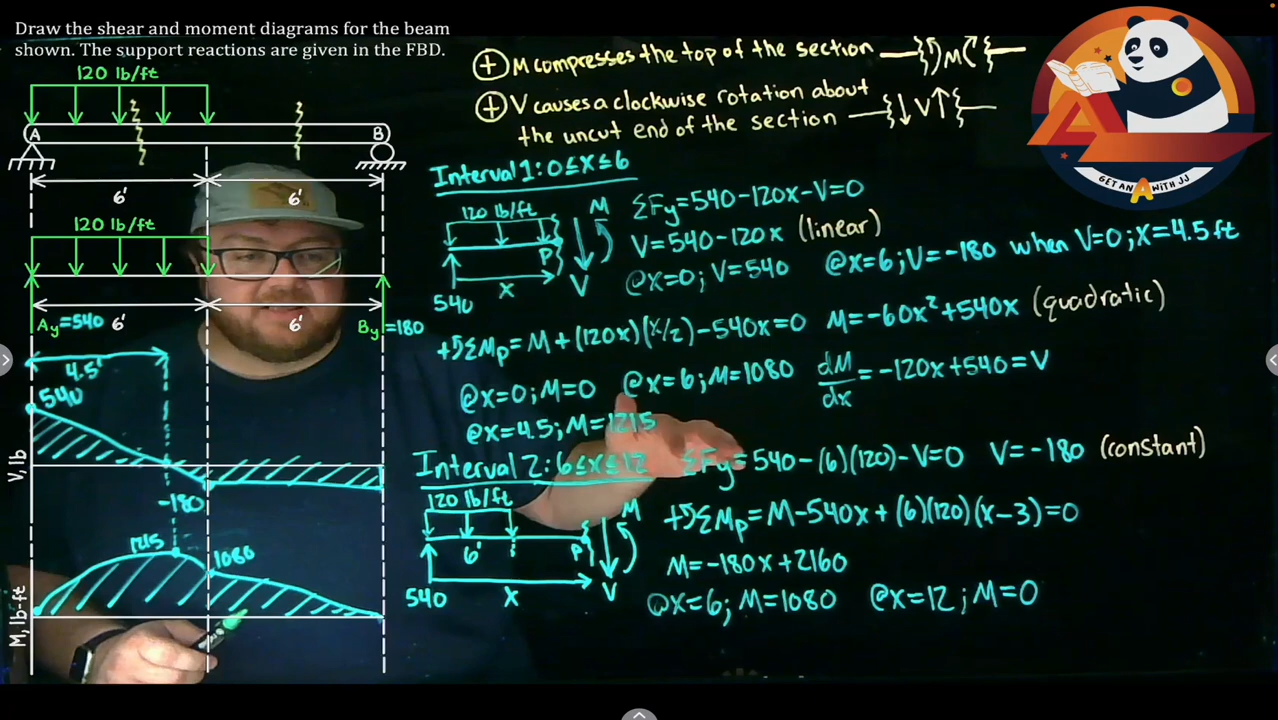 Draw the shear and moment diagrams for the beam
shown. The support reactions are given in the FBD.
120 lb/ft
A
B
6'
6'
120 lb/ft
6'
6'
Ay=540
By=180
4.5'
540
V, lb
-180
1215
1080
M, lb-ft
+ M compresses the top of the section
M
+ V causes a clockwise rotation about
the uncut end of the section
V
Interval 1: 0≤x≤6
120 lb/ft
M
P
x
V
540
ΣFy=540-120x-V=0
V=540-120x (linear)
@x=0; V=540 @x=6; V=-180 when V=0; x=4.5 ft
+↶ΣMp=M+(120x)(x/2)-540x=0 M=-60x²+540x (quadratic)
@x=0; M=0 @x=6; M=1080 dM/dx=-120x+540=V
@x=4.5; M=1215
Interval 2: 6≤x≤12 ΣFy=540-(6)(120)-V=0 V=-180 (constant)
120 lb/ft
M
6'
P
540
x
V
+↶ΣMp=M-540x+(6)(120)(x-3)=0
M=-180x+2160
@x=6; M=1080 @x=12; M=0
GET AN A WITH JJ